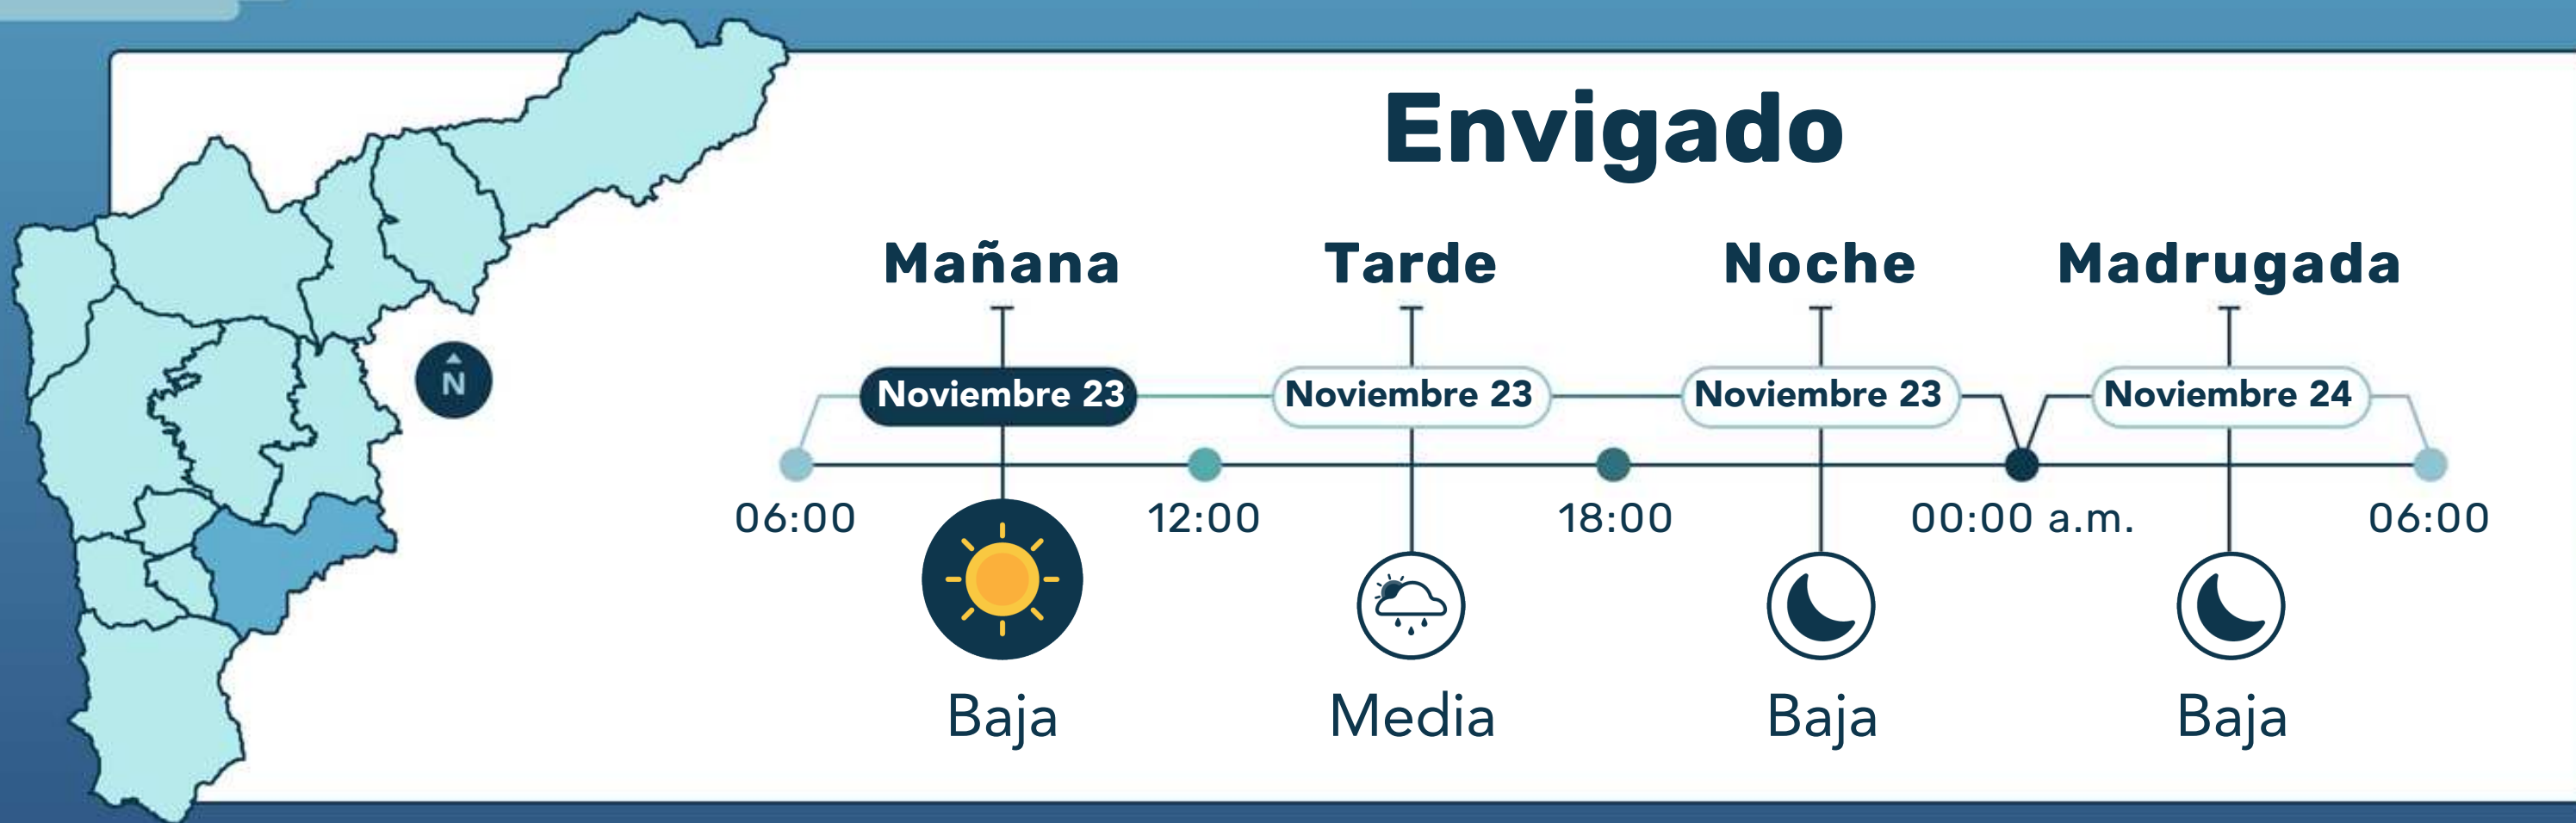 Envigado
Mañana Tarde Noche Madrugada
N
Noviembre 23 Noviembre 23 Noviembre 23 Noviembre 24
06:00 12:00 18:00 00:00 a.m. 06:00
Baja Media Baja Baja